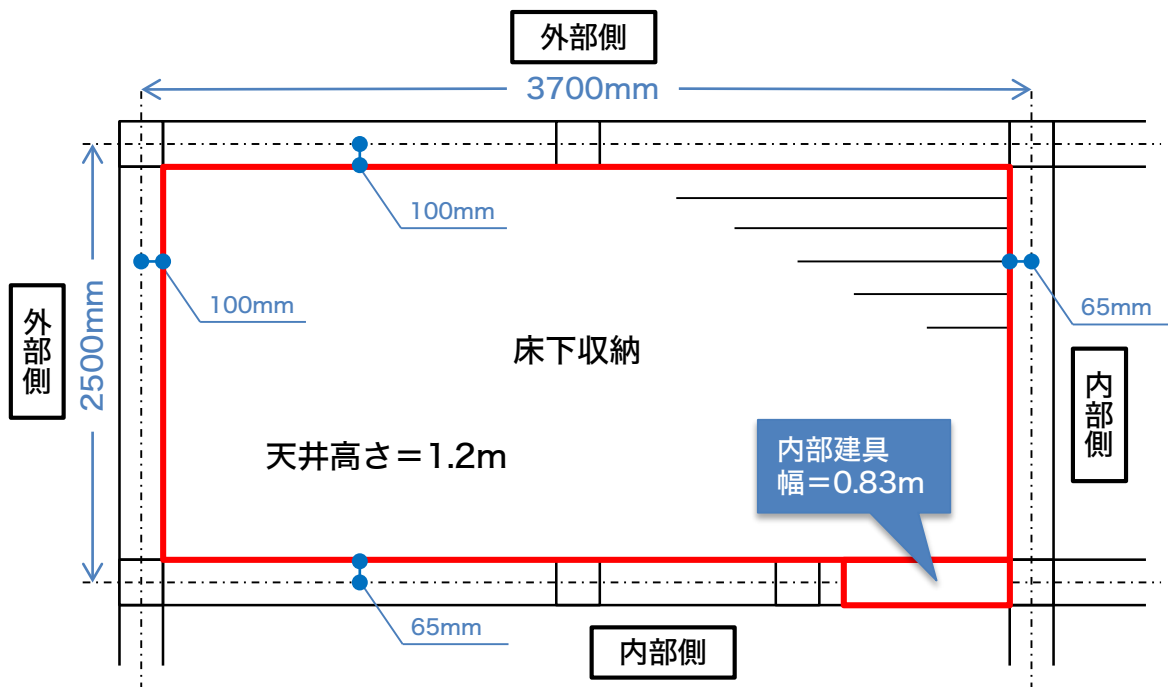 外部側
3700mm
100mm
100mm
65mm
外部側
2500mm
床下収納
内部側
天井高さ＝1.2m
内部建具
幅＝0.83m
65mm
内部側